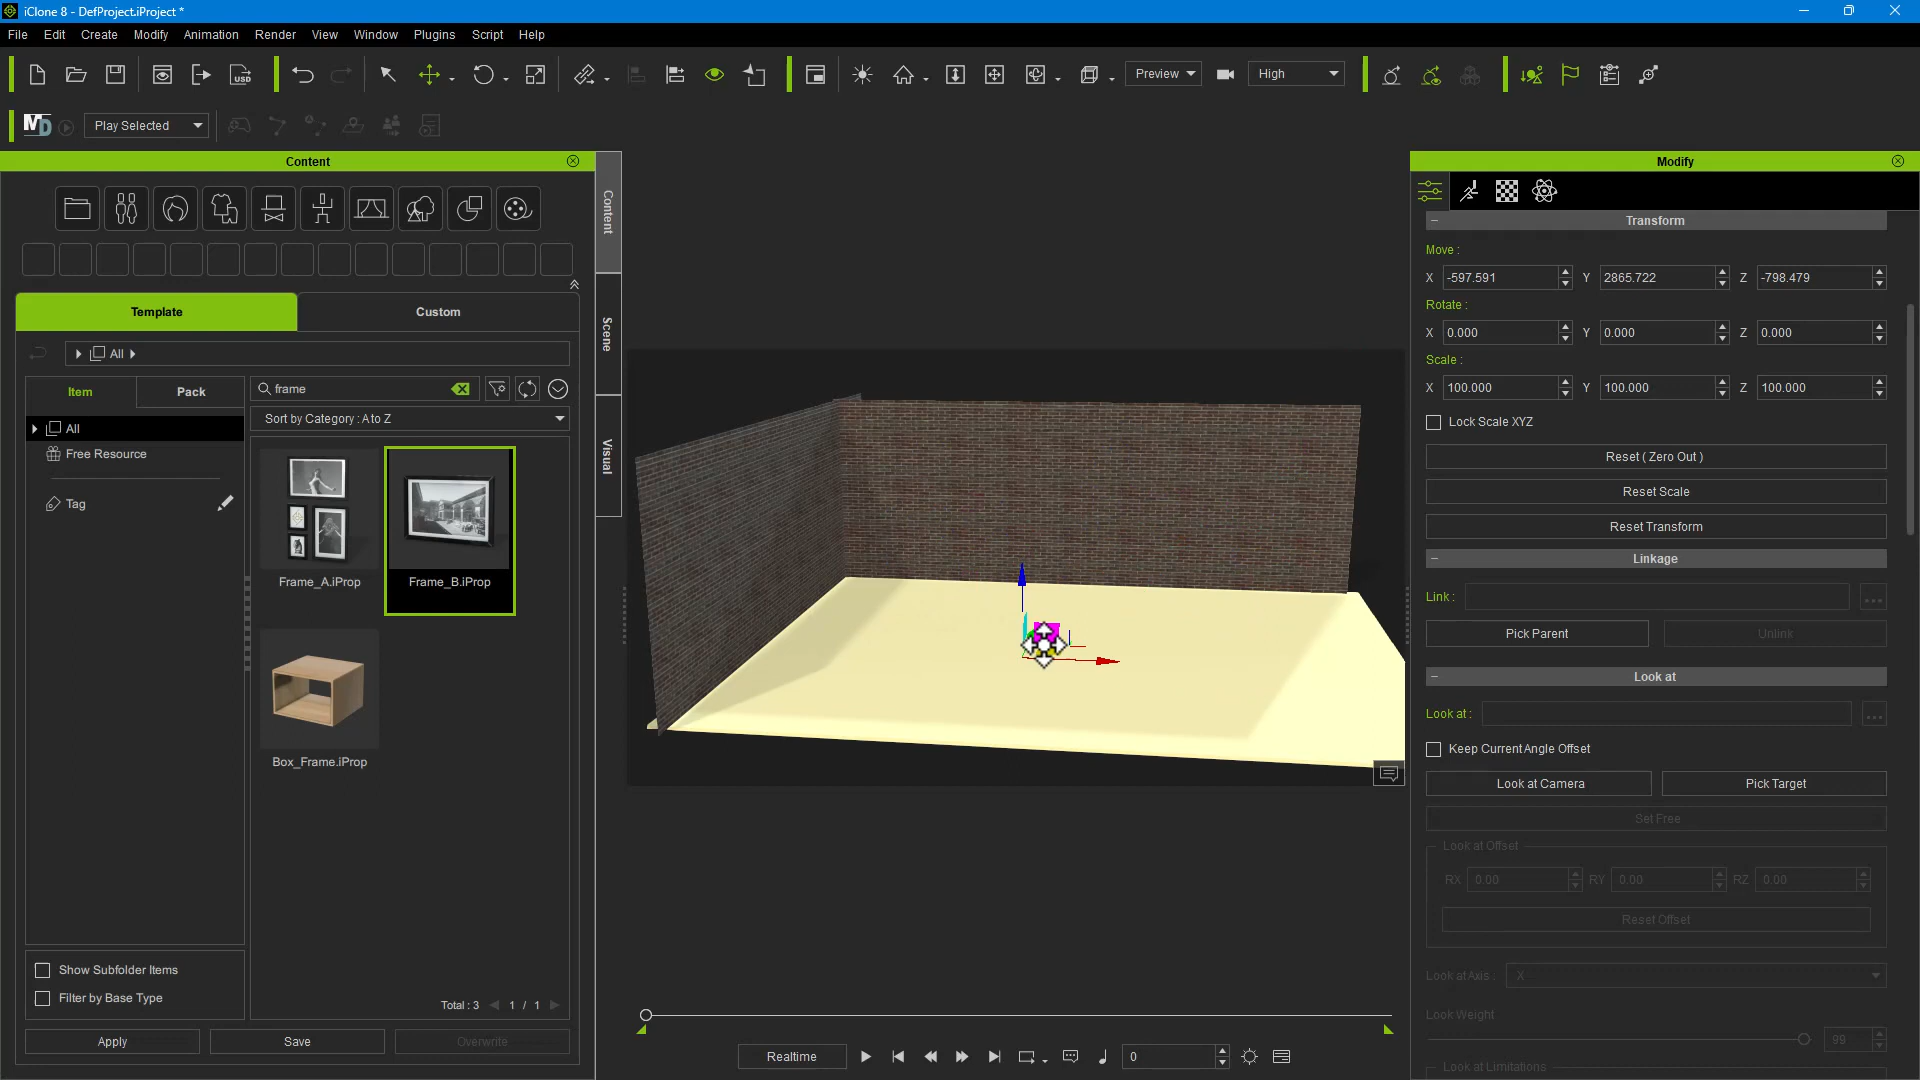 iClone 8 - DefProject.iProject *
File Edit Create Modify Animation Render View Window Plugins Script Help
USD
Preview
High
MD
Play Selected
Content
Modify
Content
Scene
Visual
Template
Custom
All
Item
Pack
frame
Sort by Category : A to Z
All
Free Resource
Tag
Frame_A.iProp
Frame_B.iProp
Box_Frame.iProp
Show Subfolder Items
Filter by Base Type
Total : 3 1 / 1
Apply
Save
Overwrite
Realtime
0
Transform
Move :
X -597.591 Y 2865.722 Z -798.479
Rotate :
X 0.000 Y 0.000 Z 0.000
Scale :
X 100.000 Y 100.000 Z 100.000
Lock Scale XYZ
Reset ( Zero Out )
Reset Scale
Reset Transform
Linkage
Link :
...
Pick Parent
Unlink
Look at
Look at :
...
Keep Current Angle Offset
Look at Camera
Pick Target
Set Free
Look at Offset
RX 0.00 RY 0.00 RZ 0.00
Reset Offset
Look at Axis : X
Look Weight
99
Look at Limitations